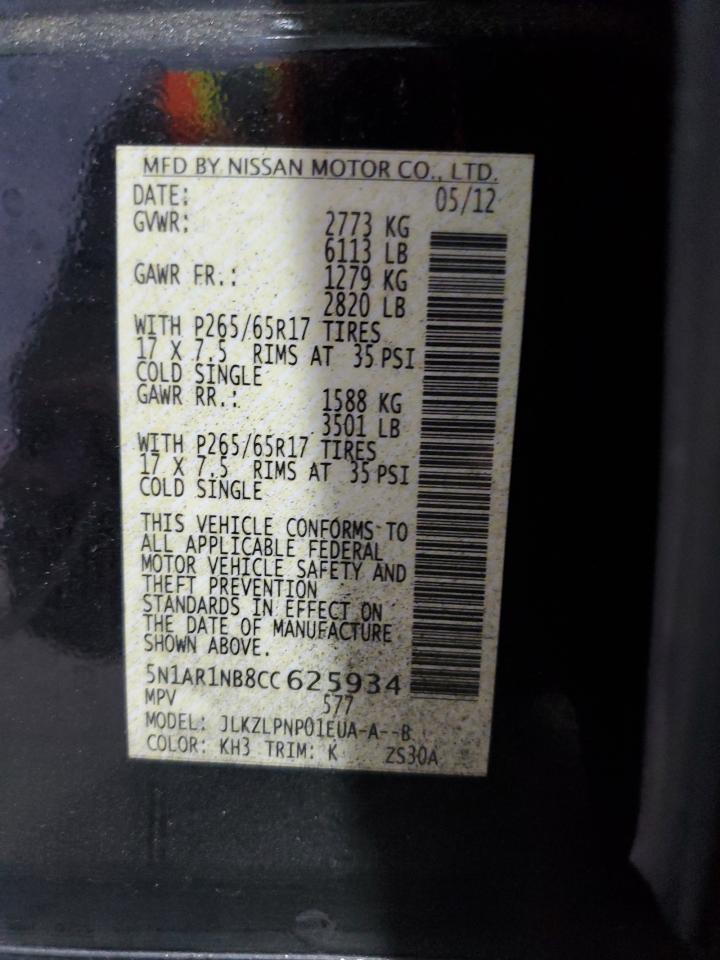 MFD BY NISSAN MOTOR CO., LTD.
DATE: 05/12
GVWR: 2773 KG
6113 LB
GAWR FR.: 1279 KG
2820 LB
WITH P265/65R17 TIRES
17 X 7.5 RIMS AT 35 PSI
COLD SINGLE
GAWR RR.: 1588 KG
3501 LB
WITH P265/65R17 TIRES
17 X 7.5 RIMS AT 35 PSI
COLD SINGLE
THIS VEHICLE CONFORMS TO
ALL APPLICABLE FEDERAL
MOTOR VEHICLE SAFETY AND
THEFT PREVENTION
STANDARDS IN EFFECT ON
THE DATE OF MANUFACTURE
SHOWN ABOVE.
5N1AR1NB8CC625934
MPV 577
MODEL: JLKZLPNP01EUA-A--B
COLOR: KH3 TRIM: K ZS30A